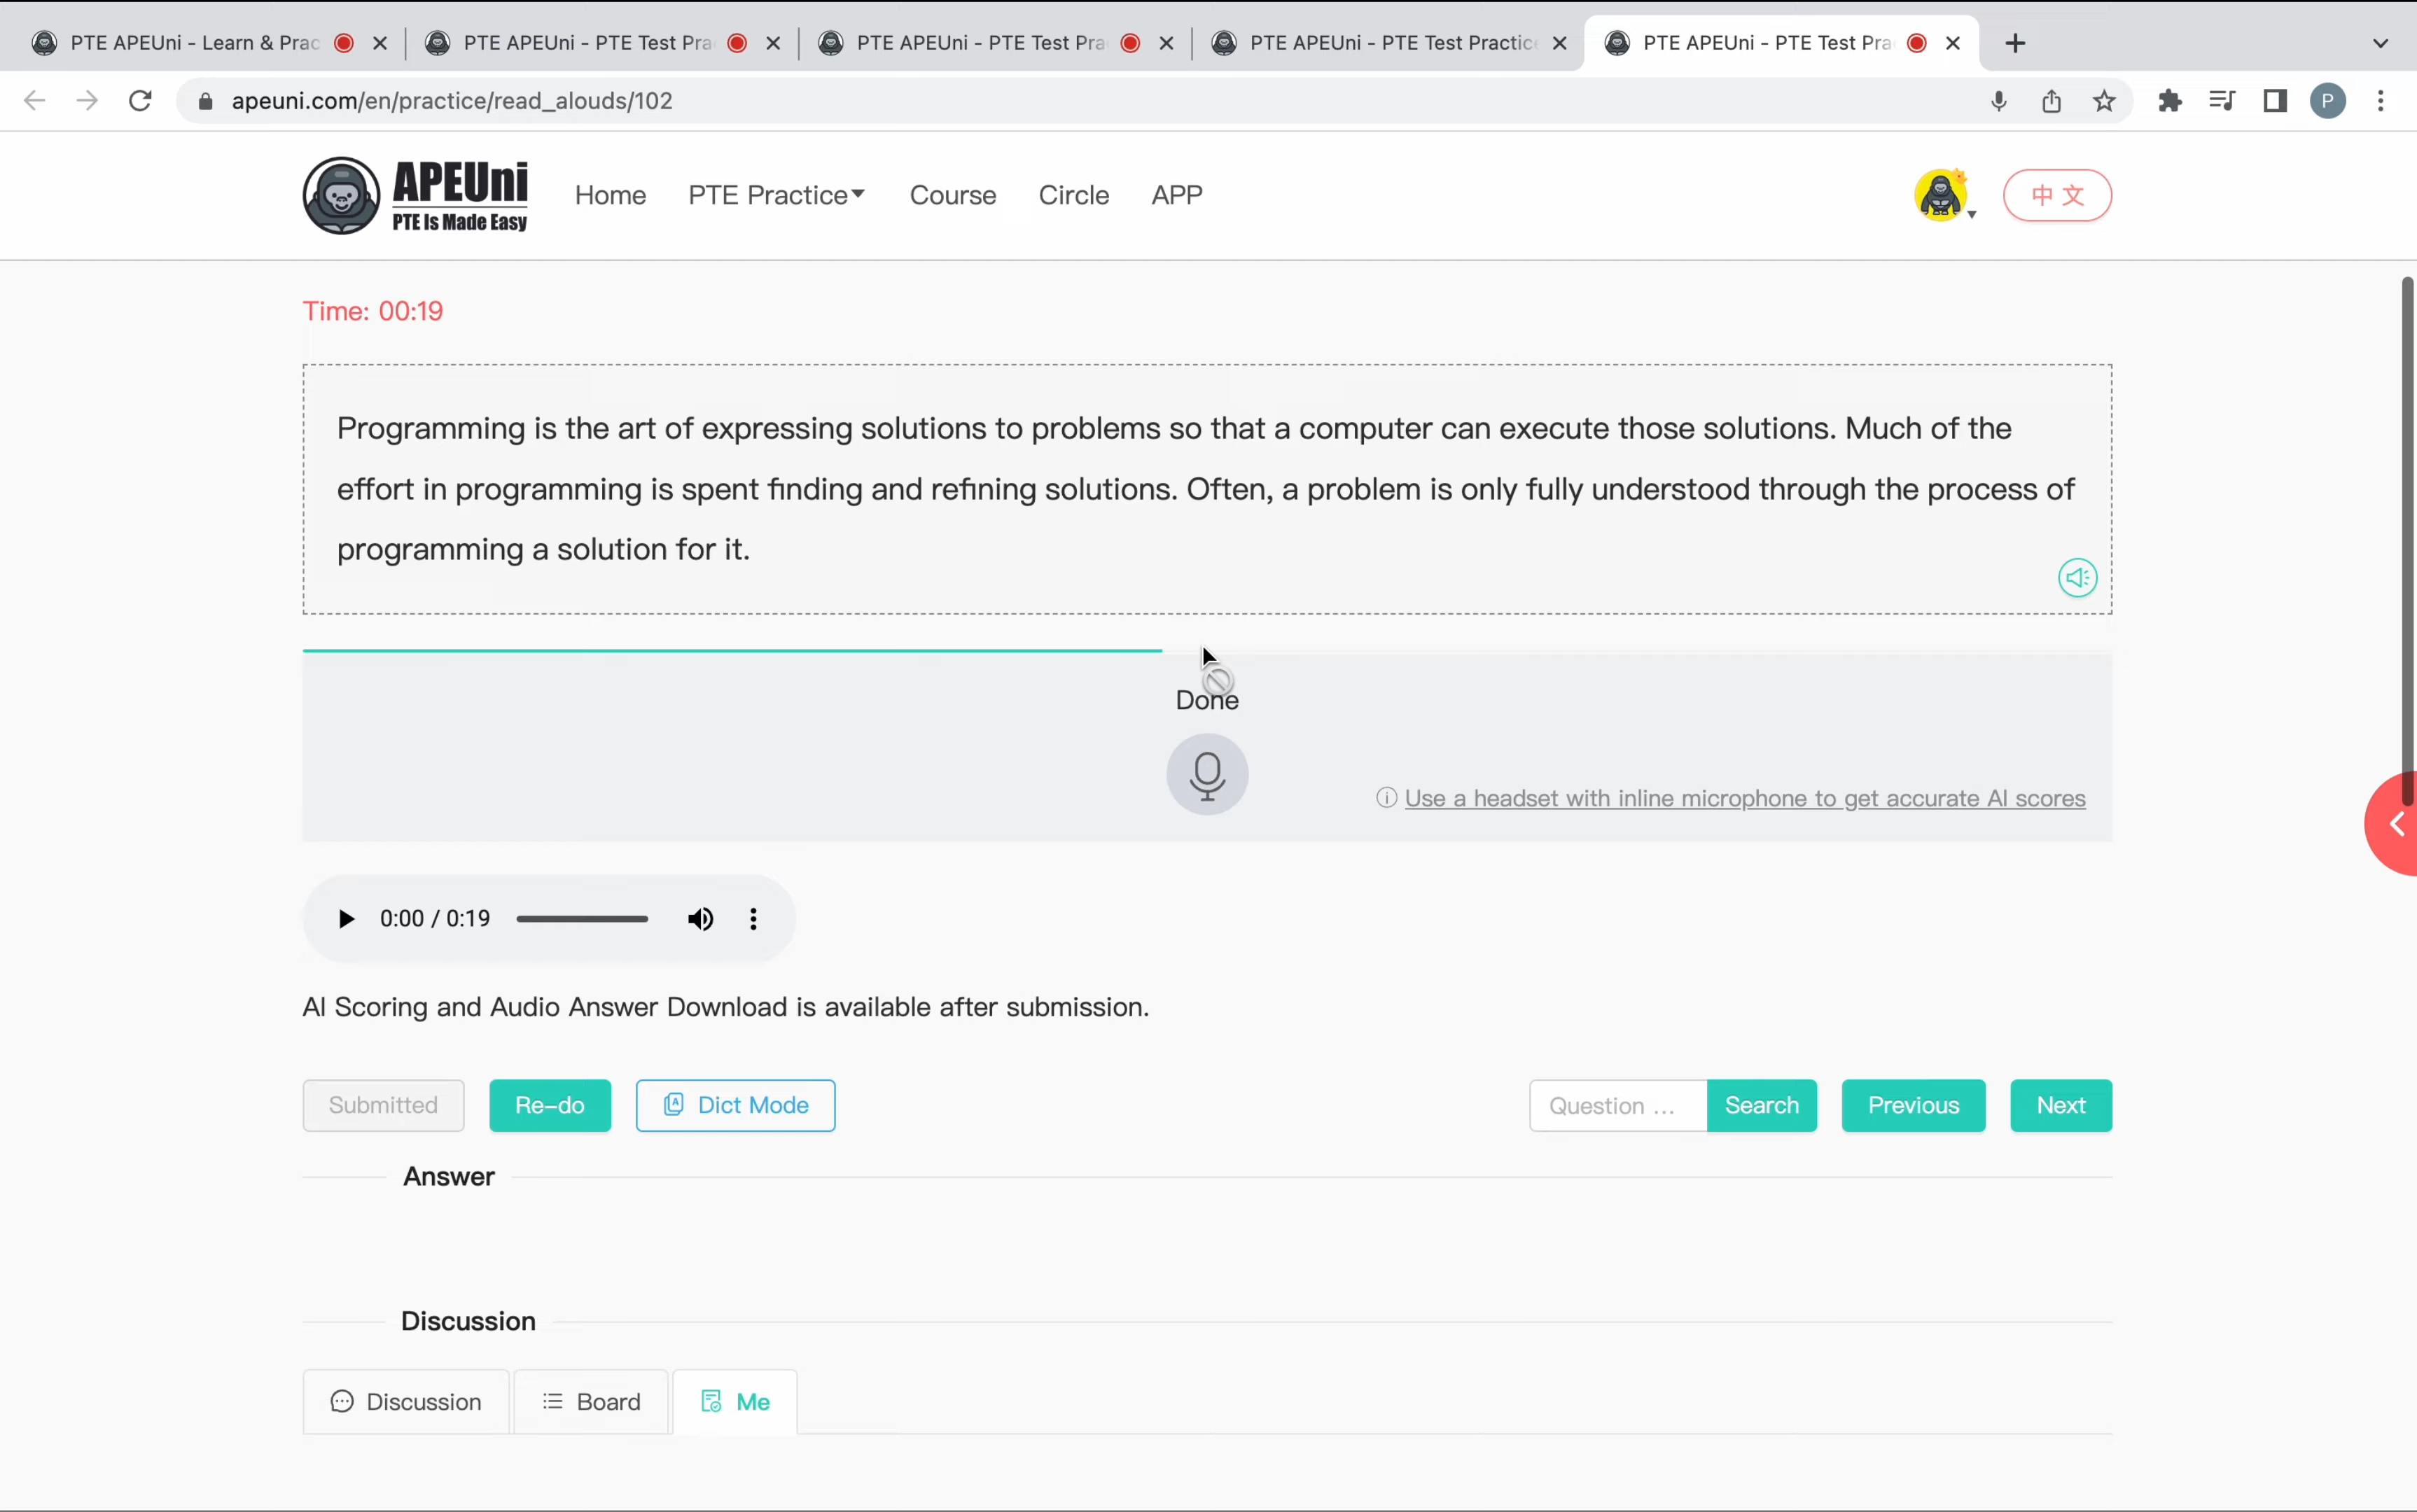 PTE APEUni - Learn & Prac
PTE APEUni - PTE Test Pra
PTE APEUni - PTE Test Pra
PTE APEUni - PTE Test Practice
PTE APEUni - PTE Test Pra
apeuni.com/en/practice/read_alouds/102
P
APEUni
PTE Is Made Easy
Home
PTE Practice
Course
Circle
APP
中文
Time: 00:19
Programming is the art of expressing solutions to problems so that a computer can execute those solutions. Much of the
effort in programming is spent finding and refining solutions. Often, a problem is only fully understood through the process of
programming a solution for it.
Done
Use a headset with inline microphone to get accurate AI scores
0:00 / 0:19
AI Scoring and Audio Answer Download is available after submission.
Submitted
Re-do
Dict Mode
Question ...
Search
Previous
Next
Answer
Discussion
Discussion
Board
Me